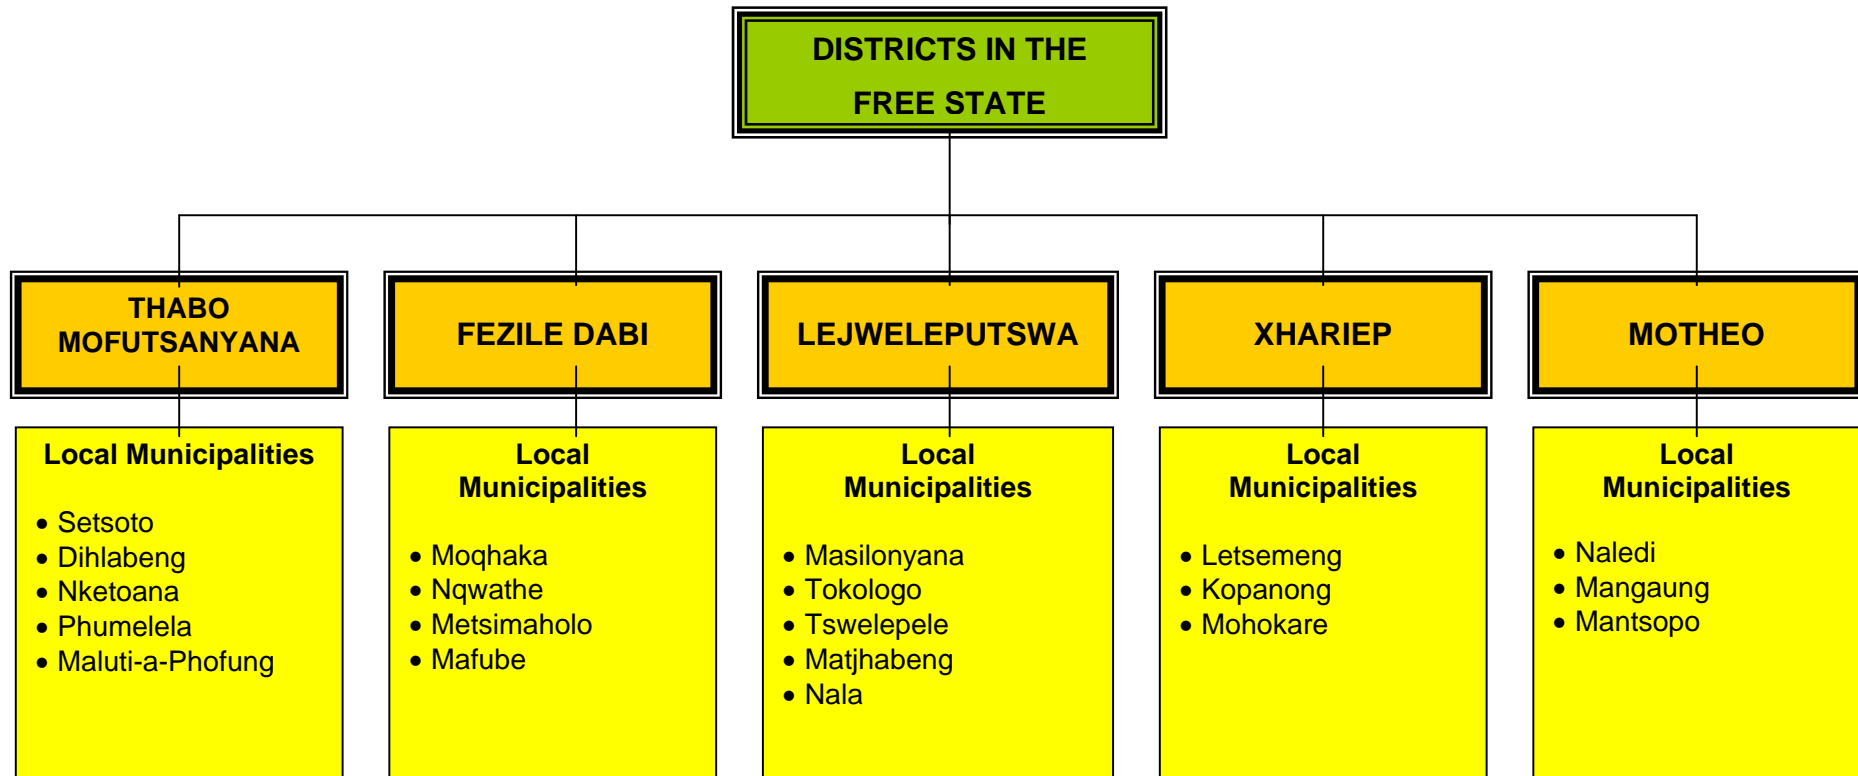 DISTRICTS IN THE
FREE STATE
THABO
MOFUTSANYANA
FEZILE DABI
LEJWELEPUTSWA
XHARIEP
MOTHEO
Local Municipalities
• Setsoto
• Dihlabeng
• Nketoana
• Phumelela
• Maluti-a-Phofung
Local
Municipalities
• Moqhaka
• Nqwathe
• Metsimaholo
• Mafube
Local
Municipalities
• Masilonyana
• Tokologo
• Tswelepele
• Matjhabeng
• Nala
Local
Municipalities
• Letsemeng
• Kopanong
• Mohokare
Local
Municipalities
• Naledi
• Mangaung
• Mantsopo